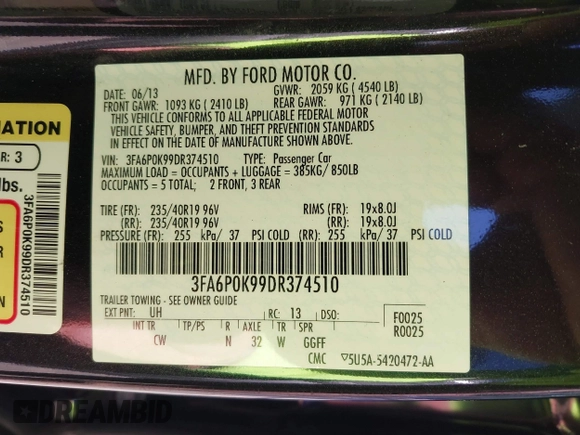 MFD. BY FORD MOTOR CO.
DATE: 06/13
GVWR: 2059 KG ( 4540 LB)
FRONT GAWR: 1093 KG ( 2410 LB)
REAR GAWR: 971 KG ( 2140 LB)
THIS VEHICLE CONFORMS TO ALL APPLICABLE FEDERAL MOTOR
VEHICLE SAFETY, BUMPER, AND THEFT PREVENTION STANDARDS
IN EFFECT ON THE DATE OF MANUFACTURE SHOWN ABOVE.
VIN: 3FA6P0K99DR374510 TYPE: Passenger Car
MAXIMUM LOAD = OCCUPANTS + LUGGAGE = 385KG/ 850LB
OCCUPANTS = 5 TOTAL; 2 FRONT, 3 REAR
TIRE (FR): 235/40R19 96V RIMS (FR): 19x8.0J
(RR): 235/40R19 96V (RR): 19x8.0J
PRESSURE (FR): 255 kPa/ 37 PSI COLD (RR): 255 kPa/ 37 PSI COLD
3FA6P0K99DR374510
TRAILER TOWING - SEE OWNER GUIDE
EXT PNT: UH RC: 13 DSO: F0025
R0025
INT TR TP/PS R AXLE TR SPR
CW N 32 W GGFF
CMC ▽5U5A-5420472-AA
UATION
R: 3
lbs.
3FA6P0K99DR374510
DREAMBID